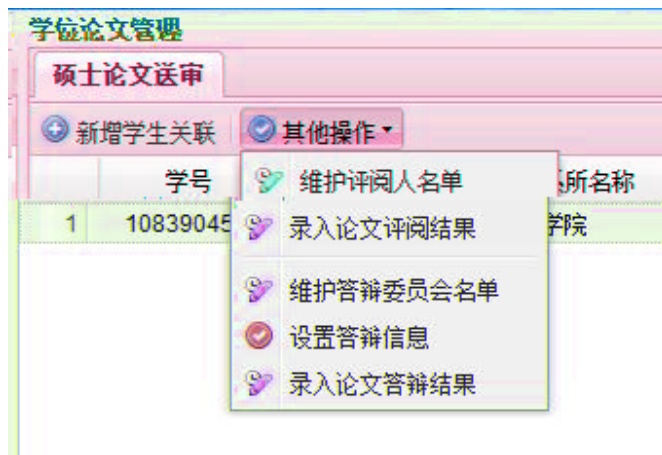 学位论文管理
硕士论文送审
新增学生关联 其他操作
学号 所名称
1 10839045 学院
维护评阅人名单
录入论文评阅结果
维护答辩委员会名单
设置答辩信息
录入论文答辩结果